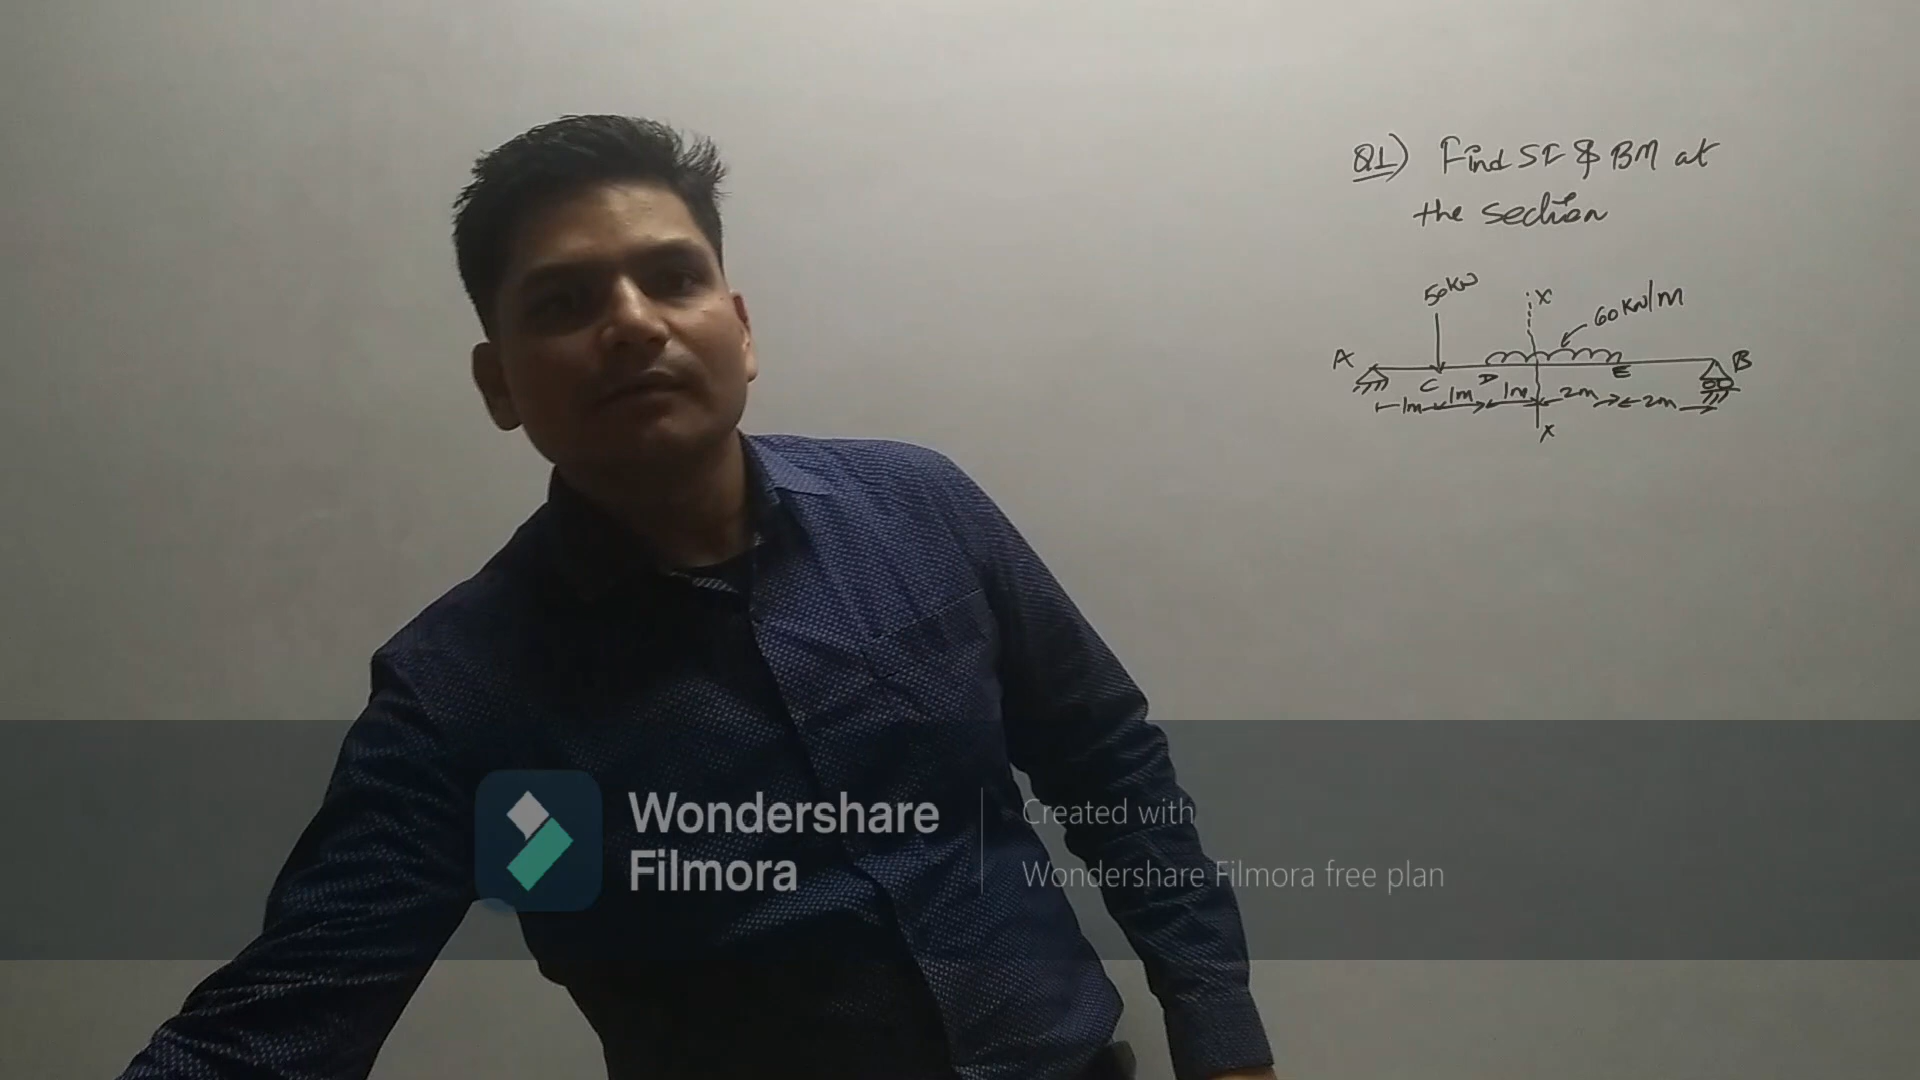 Q1) Find SF & BM at
the section
50KN
X
60KN/m
A
B
C
D
E
1m
1m
1m
2m
2m
X
Wondershare
Filmora
Created with
Wondershare Filmora free plan